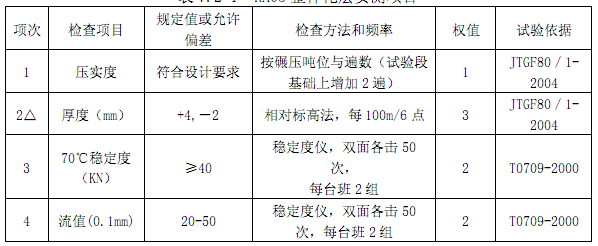 项次 检查项目 规定值或允许偏差 检查方法和频率 权值 试验依据
1 压实度 符合设计要求 按碾压吨位与遍数（试验段基础上增加 2 遍） 1 JTGF80／1-2004
2△ 厚度（mm） +4,－2 相对标高法，每 100m/6 点 3 JTGF80／1-2004
3 70℃稳定度（KN） ≥40 稳定度仪，双面各击 50 次，每台班 2 组 2 T0709-2000
4 流值(0.1mm) 20-50 稳定度仪，双面各击 50 次，每台班 2 组 2 T0709-2000